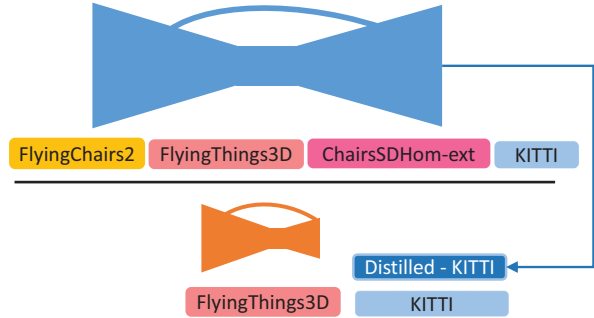 FlyingChairs2 FlyingThings3D ChairsSDHom-ext KITTI
Distilled - KITTI
FlyingThings3D KITTI